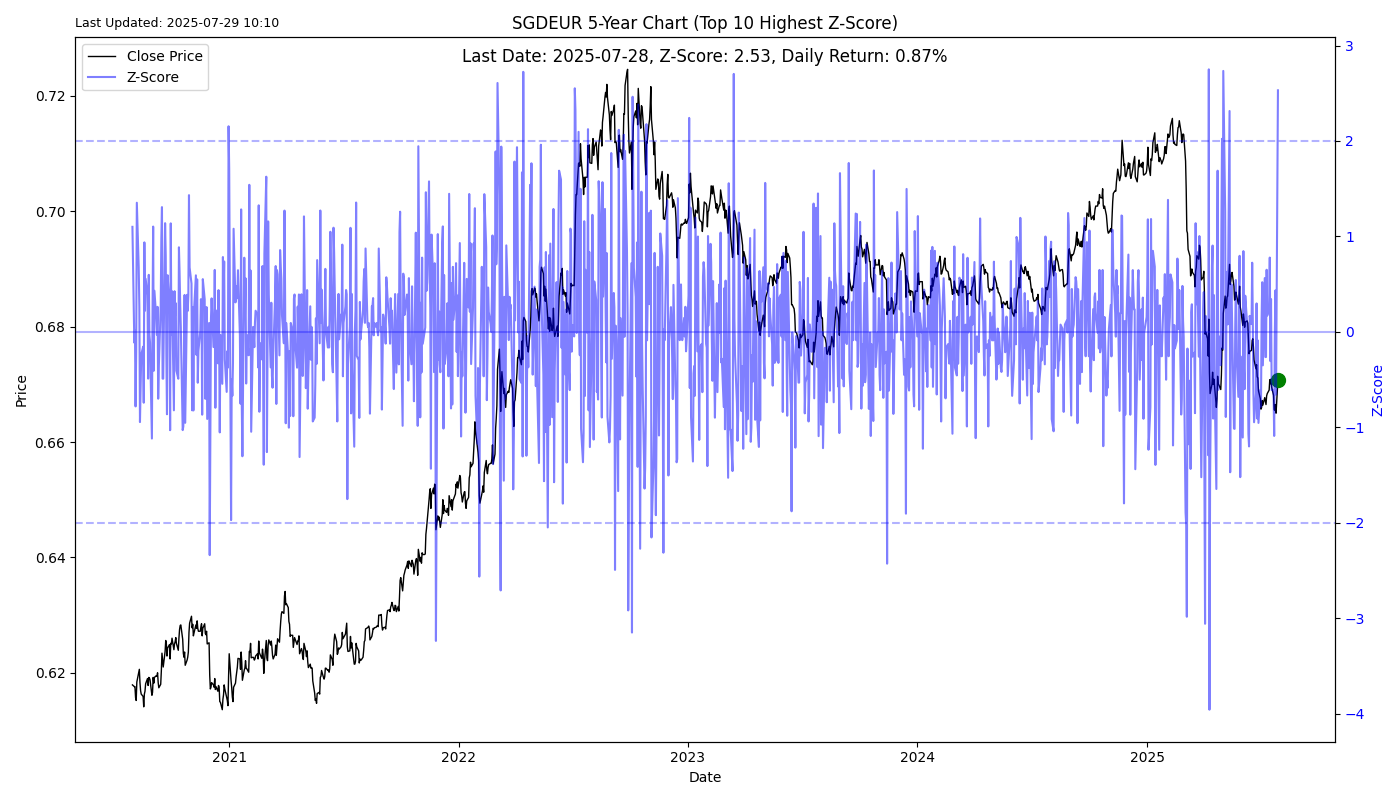 Last Updated: 2025-07-29 10:10
SGDEUR 5-Year Chart (Top 10 Highest Z-Score)
Last Date: 2025-07-28, Z-Score: 2.53, Daily Return: 0.87%
Close Price
Z-Score
0.72
0.70
0.68
0.66
0.64
0.62
Price
3
2
1
0
−1
−2
−3
−4
Z-Score
2021
2022
2023
2024
2025
Date